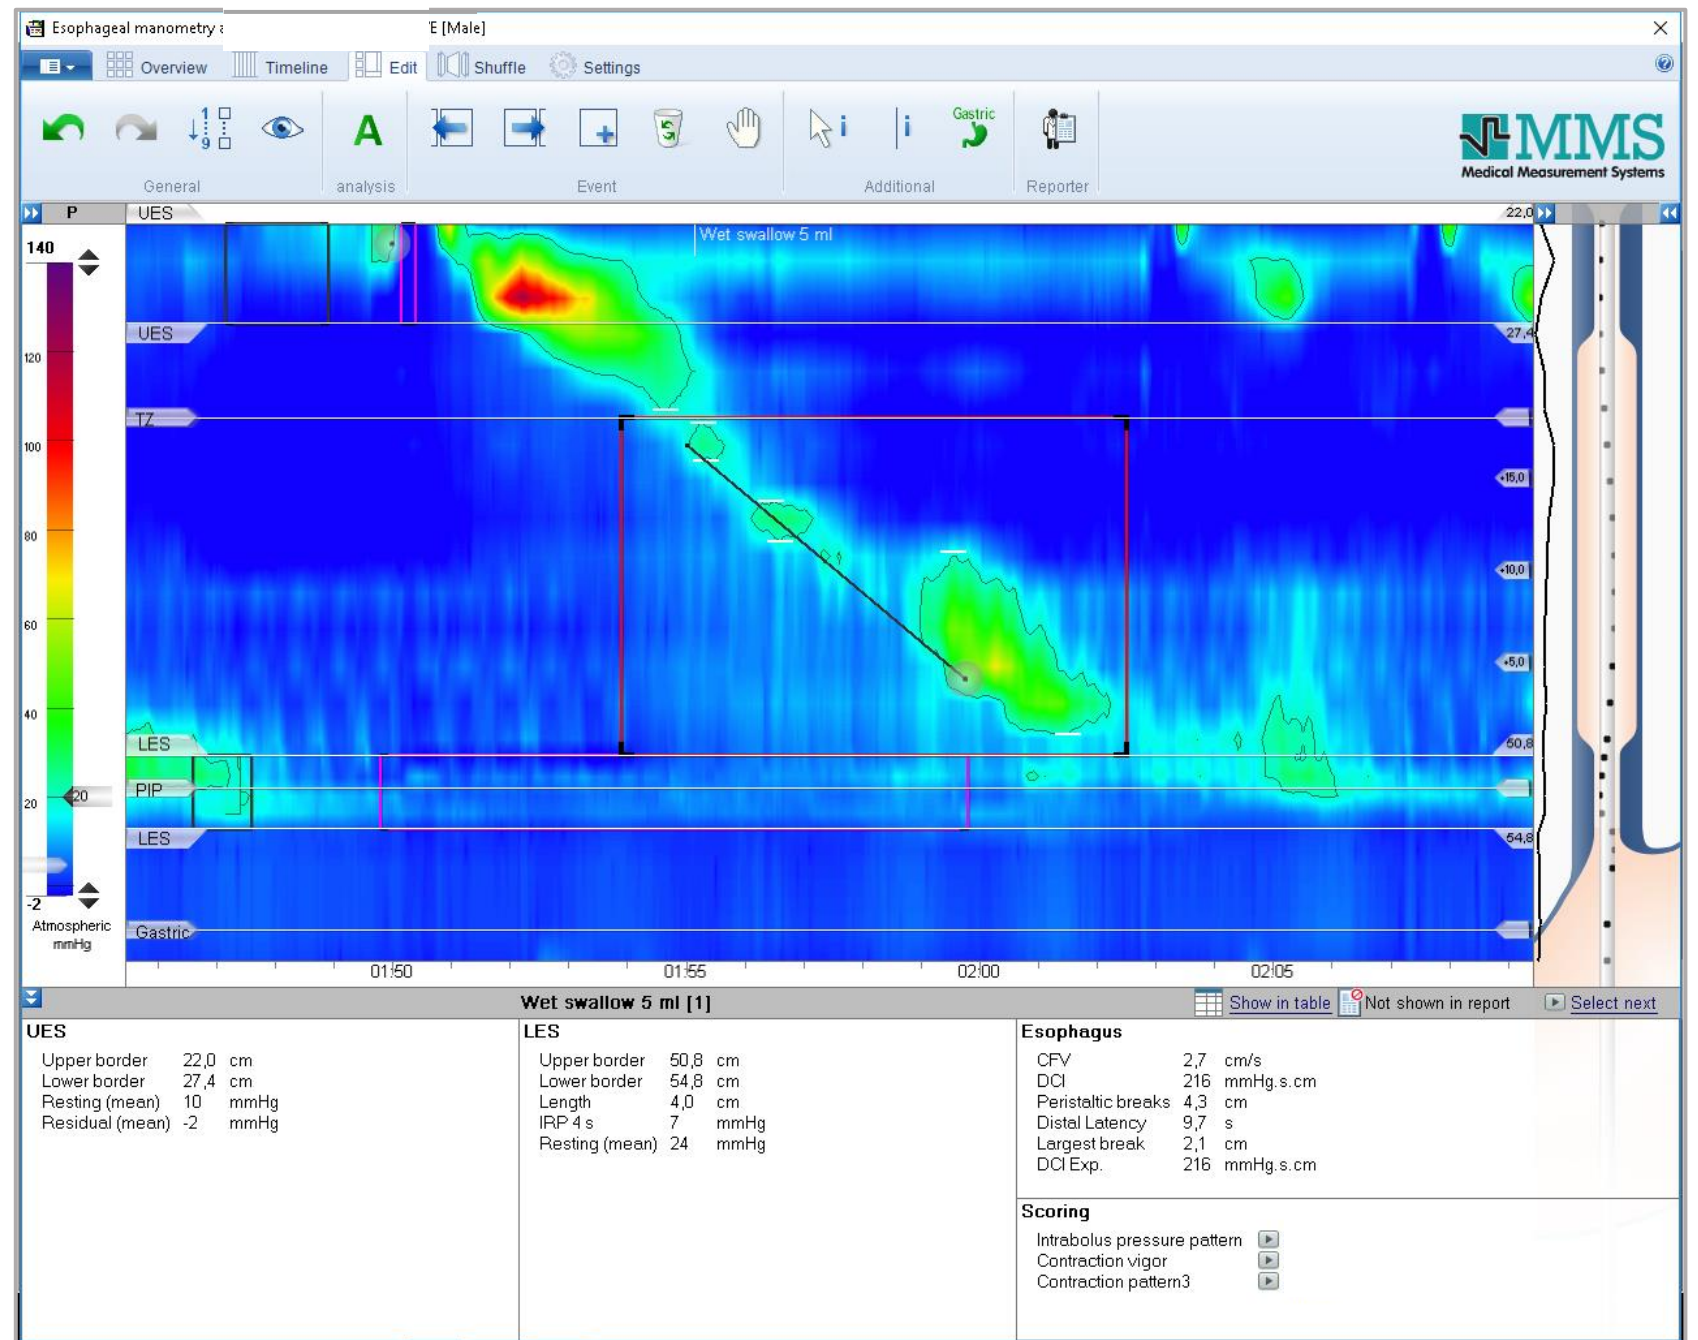 Esophageal manometry a E [Male]
Overview Timeline Edit Shuffle Settings
1
9
A
i
i
Gastric
General analysis Event Additional Reporter
MMS
Medical Measurement Systems
P
UES 22,0
Wet swallow 5 ml
140
120
100
80
60
40
20
20
-2
Atmospheric
mmHg
UES 27,4
TZ
+15,0
+10,0
+5,0
LES 50,8
PIP
LES 54,8
Gastric
01:50 01:55 02:00 02:05
Wet swallow 5 ml [1] Show in table Not shown in report Select next
UES
Upper border 22,0 cm
Lower border 27,4 cm
Resting (mean) 10 mmHg
Residual (mean) -2 mmHg
LES
Upper border 50,8 cm
Lower border 54,8 cm
Length 4,0 cm
IRP 4 s 7 mmHg
Resting (mean) 24 mmHg
Esophagus
CFV 2,7 cm/s
DCI 216 mmHg.s.cm
Peristaltic breaks 4,3 cm
Distal Latency 9,7 s
Largest break 2,1 cm
DCI Exp. 216 mmHg.s.cm
Scoring
Intrabolus pressure pattern
Contraction vigor
Contraction pattern3